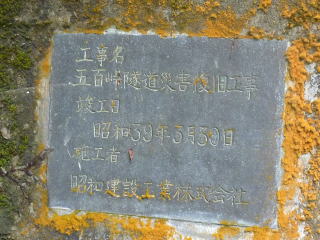 工事名
五百峠隧道災害復旧工事
竣工日
昭和39年3月30日
施工者
昭和建設工業株式会社